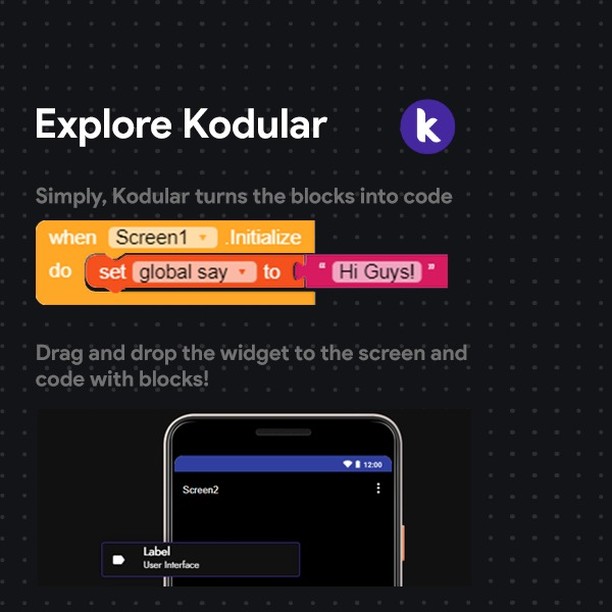 Explore Kodular
k
Simply, Kodular turns the blocks into code
when Screen1 .Initialize
do set global say to " Hi Guys! "
Drag and drop the widget to the screen and
code with blocks!
12:00
Screen2
Label
User Interface